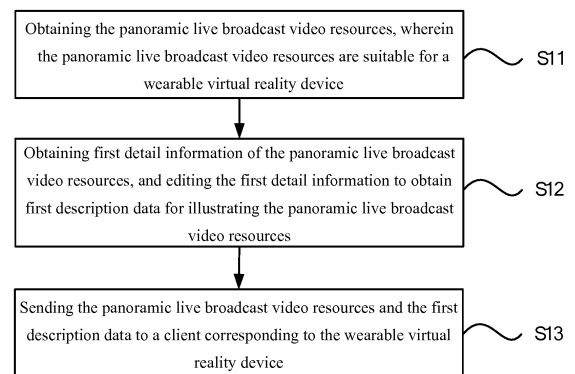 Obtaining the panoramic live broadcast video resources, wherein
the panoramic live broadcast video resources are suitable for a
wearable virtual reality device
S11
Obtaining first detail information of the panoramic live broadcast
video resources, and editing the first detail information to obtain
first description data for illustrating the panoramic live broadcast
video resources
S12
Sending the panoramic live broadcast video resources and the first
description data to a client corresponding to the wearable virtual
reality device
S13